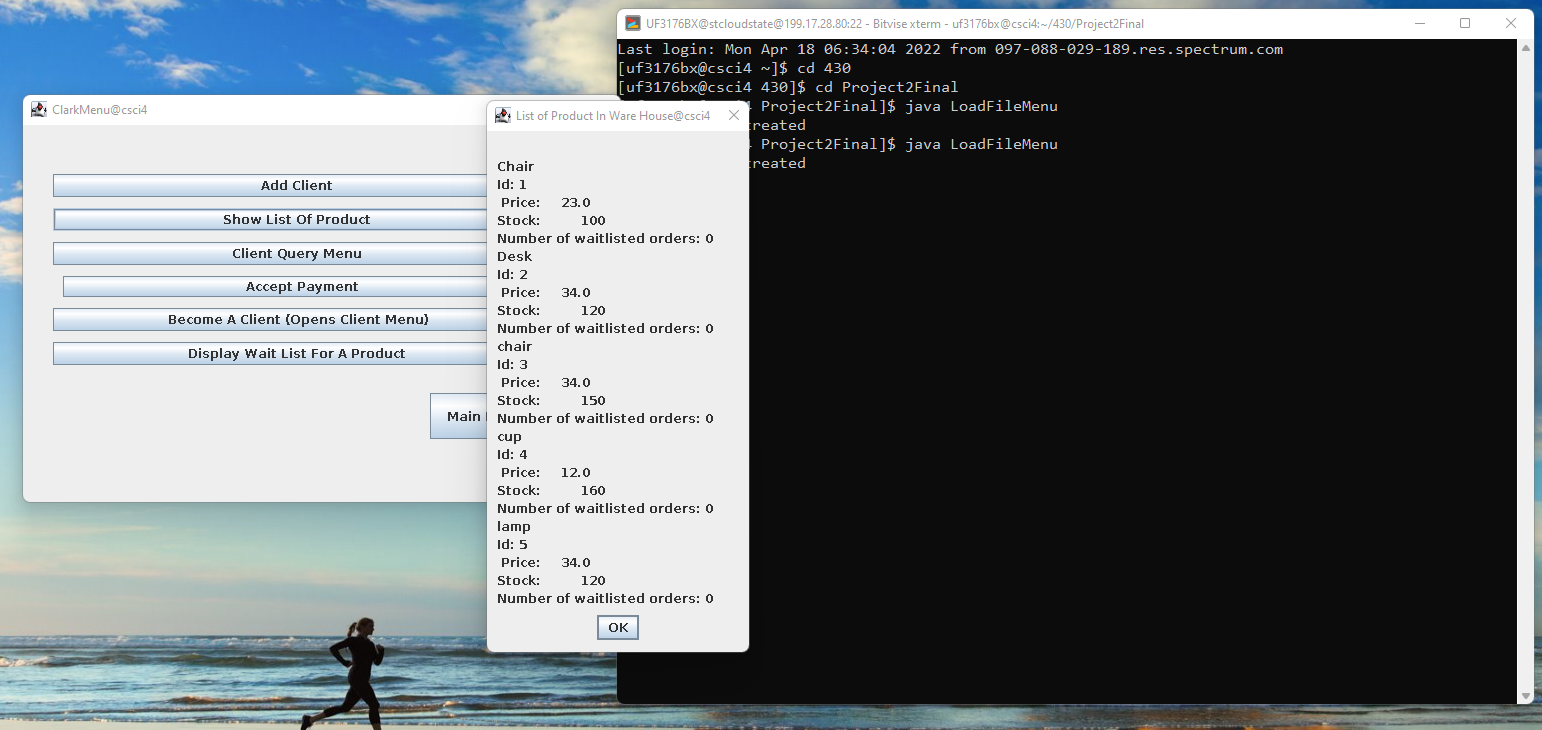 UF3176BX@stcloudstate@199.17.28.80:22 - Bitvise xterm - uf3176bx@csci4:~/430/Project2Final
Last login: Mon Apr 18 06:34:04 2022 from 097-088-029-189.res.spectrum.com
[uf3176bx@csci4 ~]$ cd 430
[uf3176bx@csci4 430]$ cd Project2Final
Project2Final]$ java LoadFileMenu
created
Project2Final]$ java LoadFileMenu
created
ClarkMenu@csci4
Add Client
Show List Of Product
Client Query Menu
Accept Payment
Become A Client (Opens Client Menu)
Display Wait List For A Product
Main
List of Product In Ware House@csci4
Chair
Id: 1
Price: 23.0
Stock: 100
Number of waitlisted orders: 0
Desk
Id: 2
Price: 34.0
Stock: 120
Number of waitlisted orders: 0
chair
Id: 3
Price: 34.0
Stock: 150
Number of waitlisted orders: 0
cup
Id: 4
Price: 12.0
Stock: 160
Number of waitlisted orders: 0
lamp
Id: 5
Price: 34.0
Stock: 120
Number of waitlisted orders: 0
OK